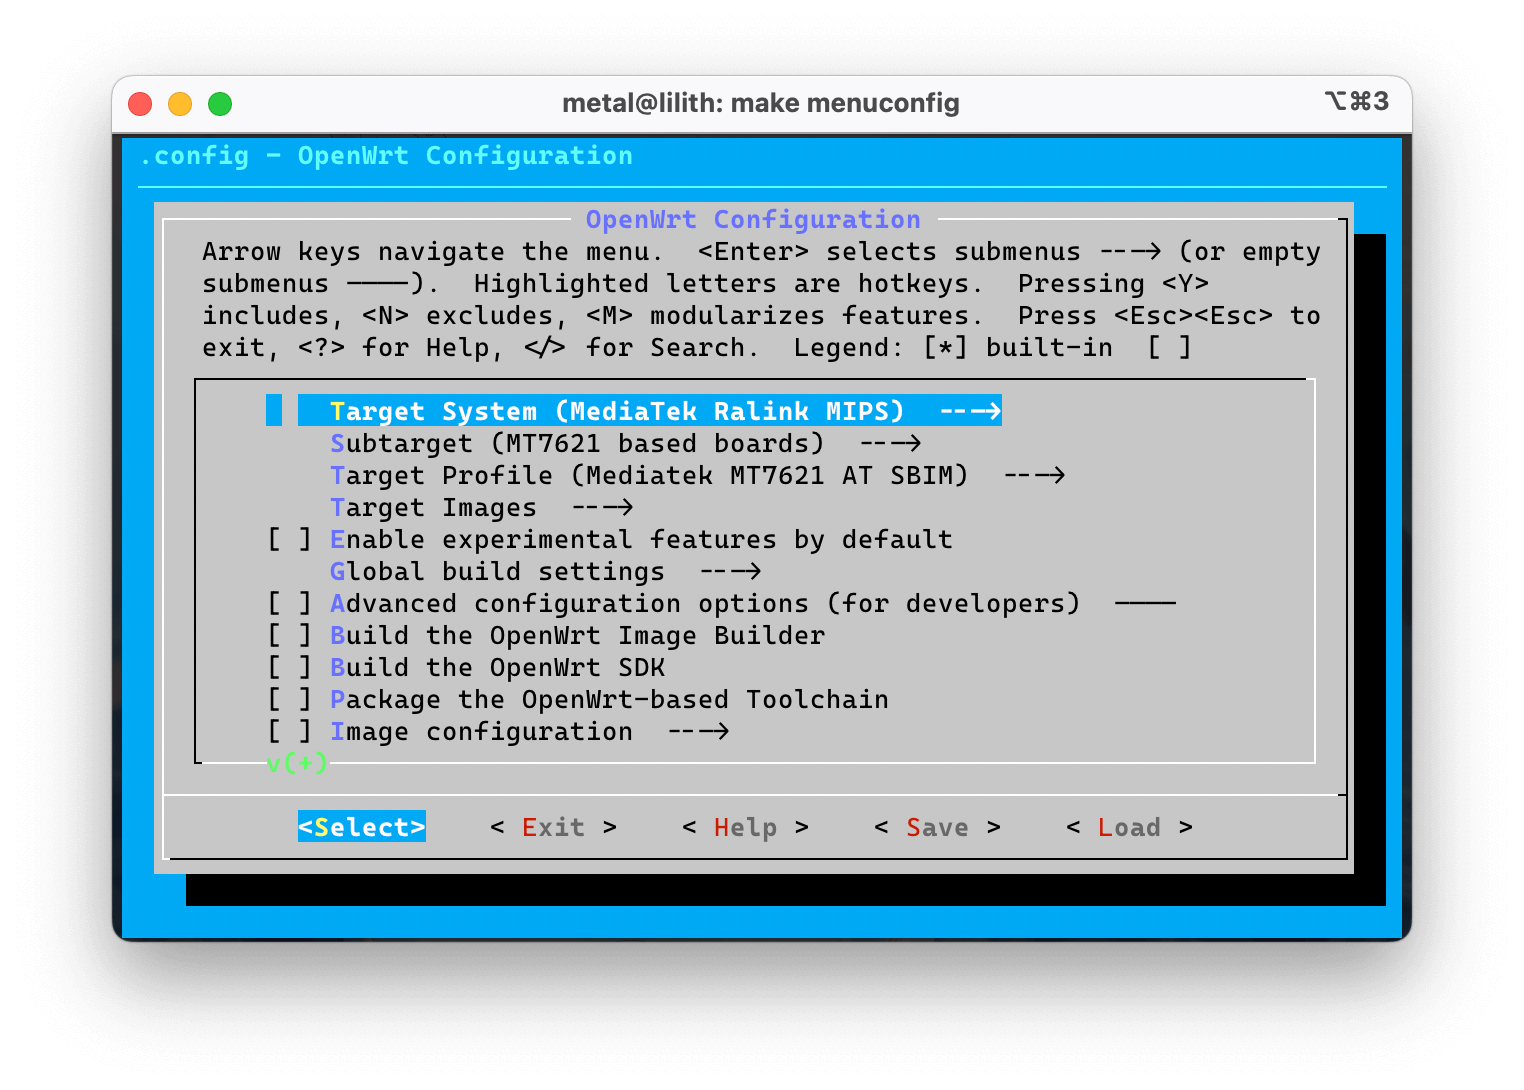 metal@lilith: make menuconfig ⌥⌘3
.config - OpenWrt Configuration
OpenWrt Configuration
Arrow keys navigate the menu.  <Enter> selects submenus ---> (or empty
submenus ----).  Highlighted letters are hotkeys.  Pressing <Y>
includes, <N> excludes, <M> modularizes features.  Press <Esc><Esc> to
exit, <?> for Help, </> for Search.  Legend: [*] built-in  [ ]
Target System (MediaTek Ralink MIPS)  --->
Subtarget (MT7621 based boards)  --->
Target Profile (Mediatek MT7621 AT SBIM)  --->
Target Images  --->
[ ] Enable experimental features by default
Global build settings  --->
[ ] Advanced configuration options (for developers)  ----
[ ] Build the OpenWrt Image Builder
[ ] Build the OpenWrt SDK
[ ] Package the OpenWrt-based Toolchain
[ ] Image configuration  --->
v(+)
<Select>    < Exit >    < Help >    < Save >    < Load >